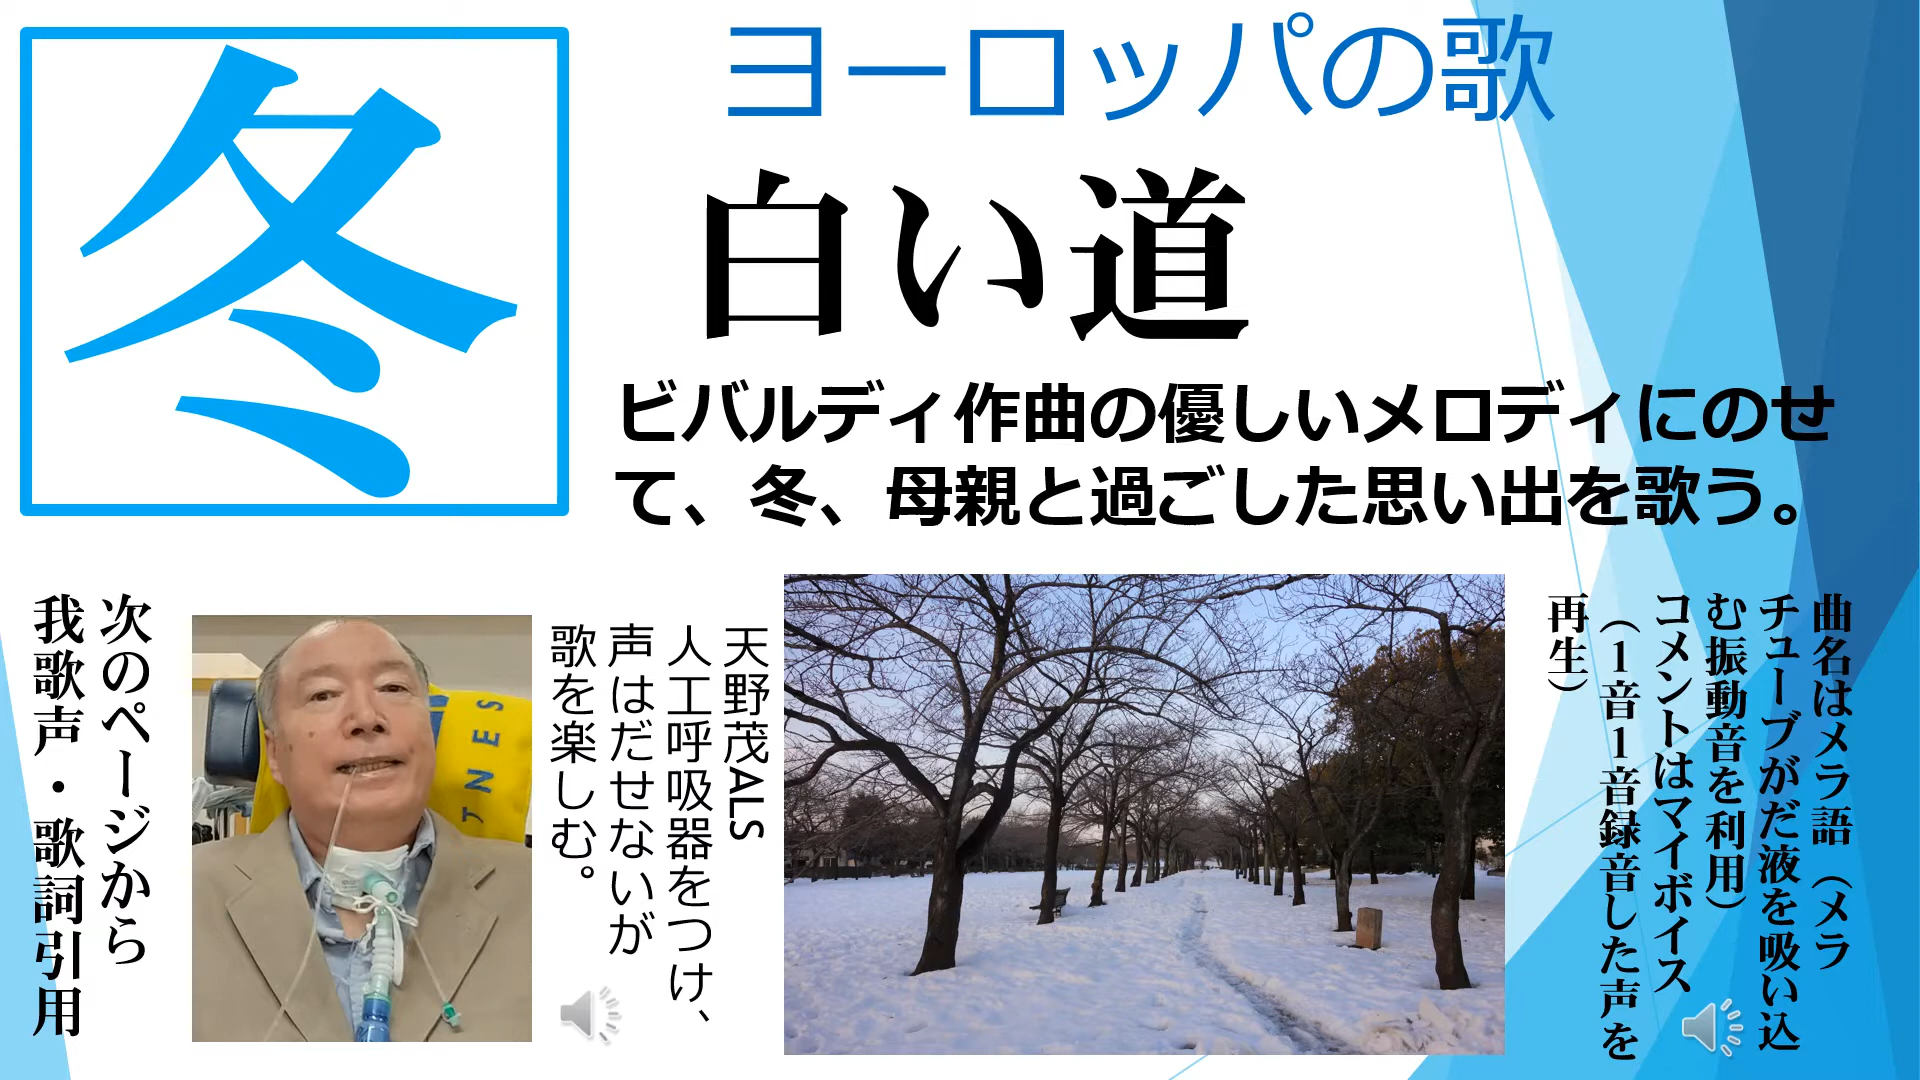 冬
ヨーロッパの歌
白い道
ビバルディ作曲の優しいメロディにのせ
て、冬、母親と過ごした思い出を歌う。
曲名はメラ語（メラ
チューブがだ液を吸い込
む振動音を利用）
コメントはマイボイス
（１音１音録音した声を
再生）
天野茂ALS
人工呼吸器をつけ、
声はだせないが
歌を楽しむ。
次のページから
我歌声・歌詞引用
JNES